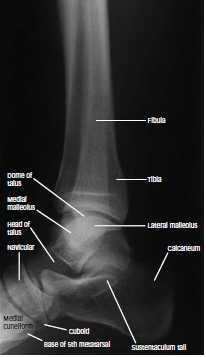 Fibula
Tibia
Dome of
talus
Medial
malleolus
Head of
talus
Lateral malleolus
Navicular
Calcaneum
Medial
cuneiform
Cuboid
Base of 5th metatarsal
Sustentaculum tali